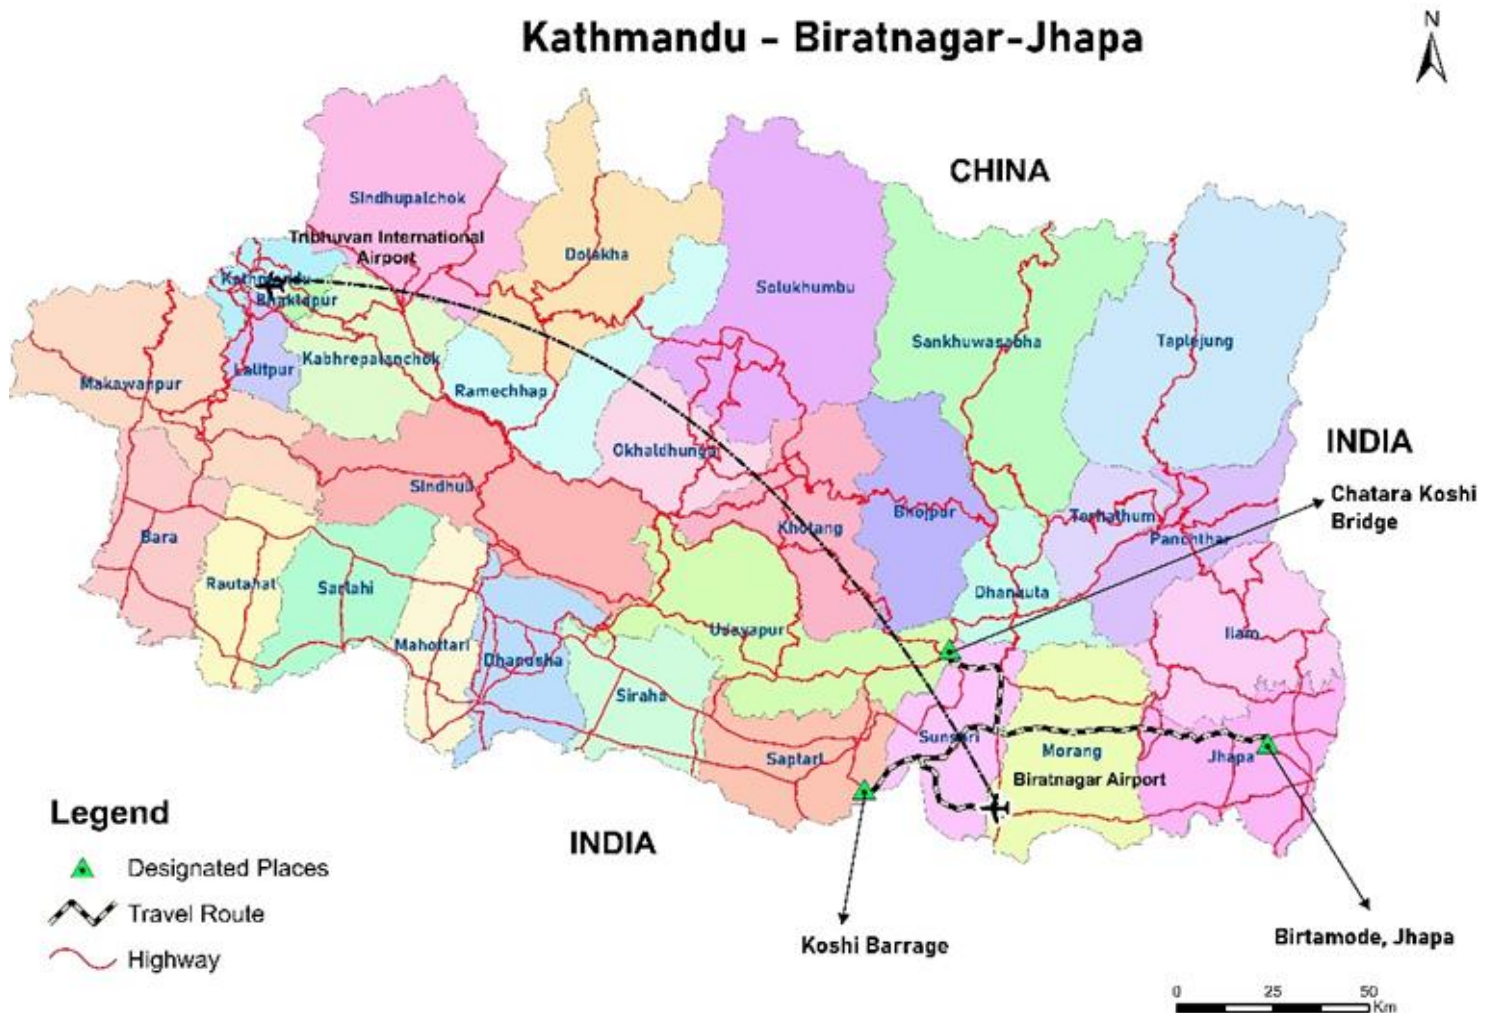 Kathmandu - Biratnagar-Jhapa
N
CHINA
Sindhupalchok
Tribhuvan International
Airport
Dolakha
Kathmandu
Bhaktapur
Solukhumbu
Sankhuwasabha
Taplejung
Makawanpur
Lalitpur
Kabhrepalanchok
Ramechhap
INDIA
Okhaldhunga
Sindhuli
Chatara Koshi
Bridge
Bara
Khotang
Bhojpur
Terhathum
Panchthar
Rautahat
Sarlahi
Dhankuta
Mahottari
Dhanusha
Udayapur
Ilam
Siraha
Saptari
Sunsari
Morang
Jhapa
Biratnagar Airport
Legend
INDIA
Designated Places
Travel Route
Highway
Koshi Barrage
Birtamode, Jhapa
0 25 50
Km